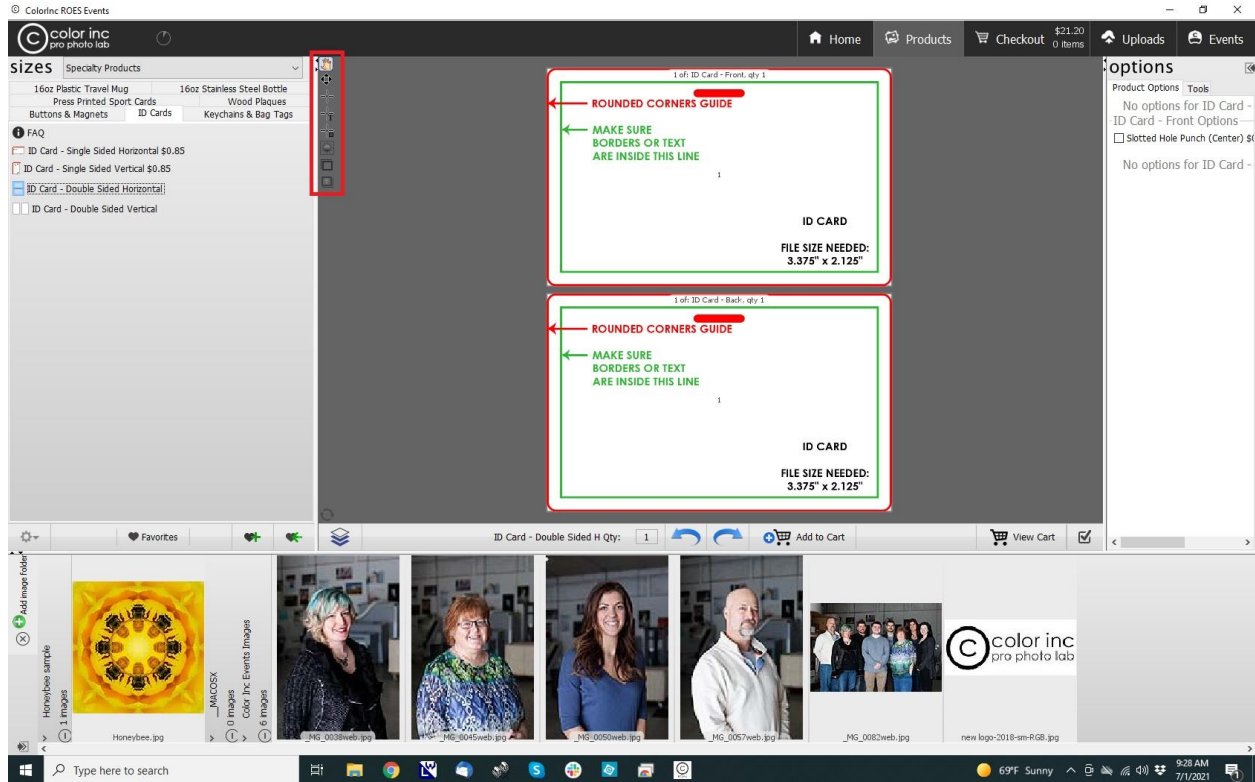 ColorInc ROES Events
color inc
pro photo lab
Home
Products
Checkout $21.20
0 items
Uploads
Events
sizes Specialty Products
16oz Plastic Travel Mug 16oz Stainless Steel Bottle
Press Printed Sport Cards Wood Plaques
Buttons & Magnets ID Cards Keychains & Bag Tags
FAQ
ID Card - Single Sided Horizontal $0.85
ID Card - Single Sided Vertical $0.85
ID Card - Double Sided Horizontal
ID Card - Double Sided Vertical
1 of: ID Card - Front, qty 1
ROUNDED CORNERS GUIDE
MAKE SURE
BORDERS OR TEXT
ARE INSIDE THIS LINE
1
ID CARD
FILE SIZE NEEDED:
3.375" x 2.125"
1 of: ID Card - Back, qty 1
ROUNDED CORNERS GUIDE
MAKE SURE
BORDERS OR TEXT
ARE INSIDE THIS LINE
1
ID CARD
FILE SIZE NEEDED:
3.375" x 2.125"
options
Product Options Tools
No options for ID Card -
ID Card - Front Options
Slotted Hole Punch (Center) $0
No options for ID Card -
Favorites
ID Card - Double Sided H Qty: 1
Add to Cart
View Cart
Add image folder
Honeybee sample
1 images
Honeybee.jpg
__MACOSX
0 images
Color Inc Events Images
6 images
_MG_0038web.jpg
_MG_0045web.jpg
_MG_0050web.jpg
_MG_0057web.jpg
_MG_0082web.jpg
color inc
pro photo lab
new logo-2018-sm-RGB.jpg
Type here to search
69°F Sunny
9:28 AM
7/1/2021